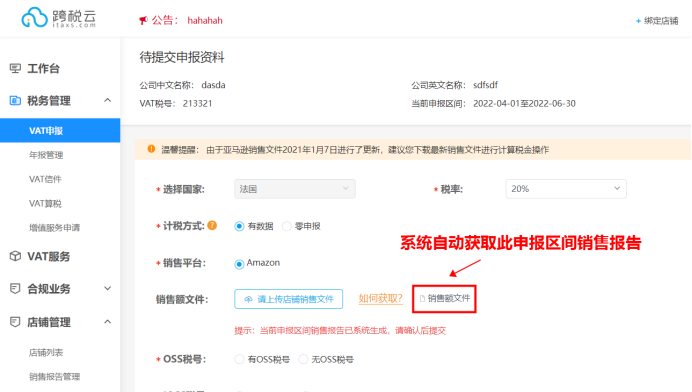 跨税云
itaxs.com
公告: hahahah
+ 绑定店铺
工作台
税务管理
VAT申报
年报管理
VAT信件
VAT算税
增值服务申请
VAT服务
合规业务
店铺管理
店铺列表
销售报告管理
待提交申报资料
公司中文名称: dasda
公司英文名称: sdfsdf
VAT税号: 213321
当前申报区间: 2022-04-01至2022-06-30
温馨提醒: 由于亚马逊销售文件2021年1月7日进行了更新，建议您下载最新销售文件进行计算税金操作
* 选择国家: 法国
* 税率: 20%
* 计税方式: ? 有数据 零申报
系统自动获取此申报区间销售报告
* 销售平台: Amazon
销售额文件: 请上传店铺销售文件 如何获取? 销售额文件
提示: 当前申报区间销售报告已系统生成，请确认后提交
* OSS税号: 有OSS税号 无OSS税号